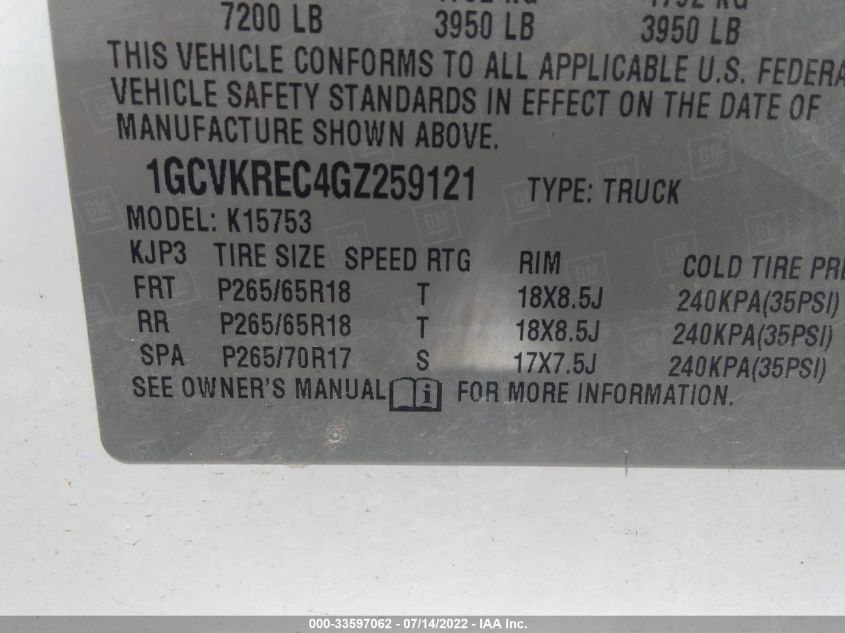 7200 LB 3950 LB 3950 LB
THIS VEHICLE CONFORMS TO ALL APPLICABLE U.S. FEDERA
VEHICLE SAFETY STANDARDS IN EFFECT ON THE DATE OF
MANUFACTURE SHOWN ABOVE.
1GCVKREC4GZ259121 TYPE: TRUCK
MODEL: K15753
KJP3 TIRE SIZE SPEED RTG RIM COLD TIRE PRE
FRT P265/65R18 T 18X8.5J 240KPA(35PSI)
RR P265/65R18 T 18X8.5J 240KPA(35PSI)
SPA P265/70R17 S 17X7.5J 240KPA(35PSI)
SEE OWNER'S MANUAL i FOR MORE INFORMATION.
000-33597062 - 07/14/2022 - IAA Inc.